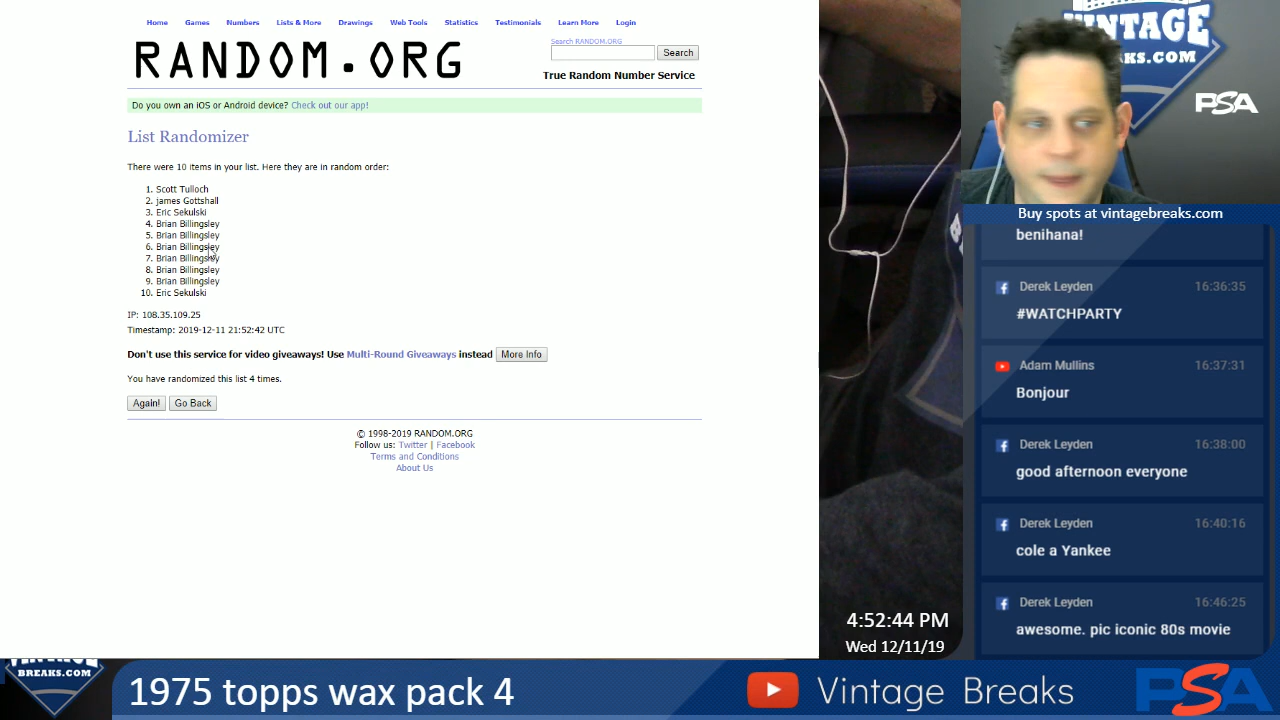 Home Games Numbers Lists & More Drawings Web Tools Statistics Testimonials Learn More Login
RANDOM.ORG
Search RANDOM.ORG
Search
True Random Number Service
Do you own an iOS or Android device? Check out our app!
List Randomizer
There were 10 items in your list. Here they are in random order:
1. Scott Tulloch
2. james Gottshall
3. Eric Sekulski
4. Brian Billingsley
5. Brian Billingsley
6. Brian Billingsley
7. Brian Billingsley
8. Brian Billingsley
9. Brian Billingsley
10. Eric Sekulski
IP: 108.35.109.25
Timestamp: 2019-12-11 21:52:42 UTC
Don't use this service for video giveaways! Use Multi-Round Giveaways instead More Info
You have randomized this list 4 times.
Again! Go Back
© 1998-2019 RANDOM.ORG
Follow us: Twitter | Facebook
Terms and Conditions
About Us
VINTAGE
KS.COM
PSA
Buy spots at vintagebreaks.com
benihana!
Derek Leyden 16:36:35
#WATCHPARTY
Adam Mullins 16:37:31
Bonjour
Derek Leyden 16:38:00
good afternoon everyone
Derek Leyden 16:40:16
cole a Yankee
Derek Leyden 16:46:25
awesome. pic iconic 80s movie
4:52:44 PM
Wed 12/11/19
VINTAGE
BREAKS.COM
1975 topps wax pack 4
Vintage Breaks
PSA